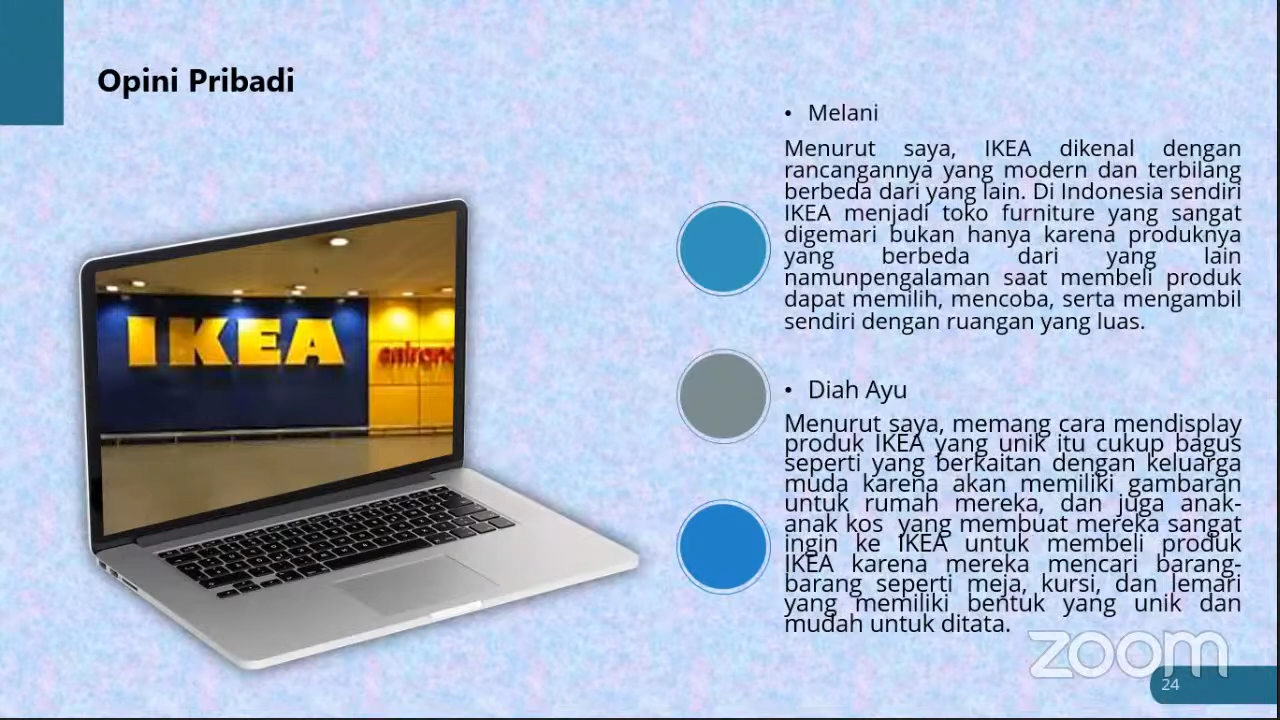 Opini Pribadi
IKEA
entranc
• Melani
Menurut saya, IKEA dikenal dengan
rancangannya yang modern dan terbilang
berbeda dari yang lain. Di Indonesia sendiri
IKEA menjadi toko furniture yang sangat
digemari bukan hanya karena produknya
yang berbeda dari yang lain
namunpengalaman saat membeli produk
dapat memilih, mencoba, serta mengambil
sendiri dengan ruangan yang luas.
• Diah Ayu
Menurut saya, memang cara mendisplay
produk IKEA yang unik itu cukup bagus
seperti yang berkaitan dengan keluarga
muda karena akan memiliki gambaran
untuk rumah mereka, dan juga anak-
anak kos yang membuat mereka sangat
ingin ke IKEA untuk membeli produk
IKEA karena mereka mencari barang-
barang seperti meja, kursi, dan lemari
yang memiliki bentuk yang unik dan
mudah untuk ditata.
zoom
24